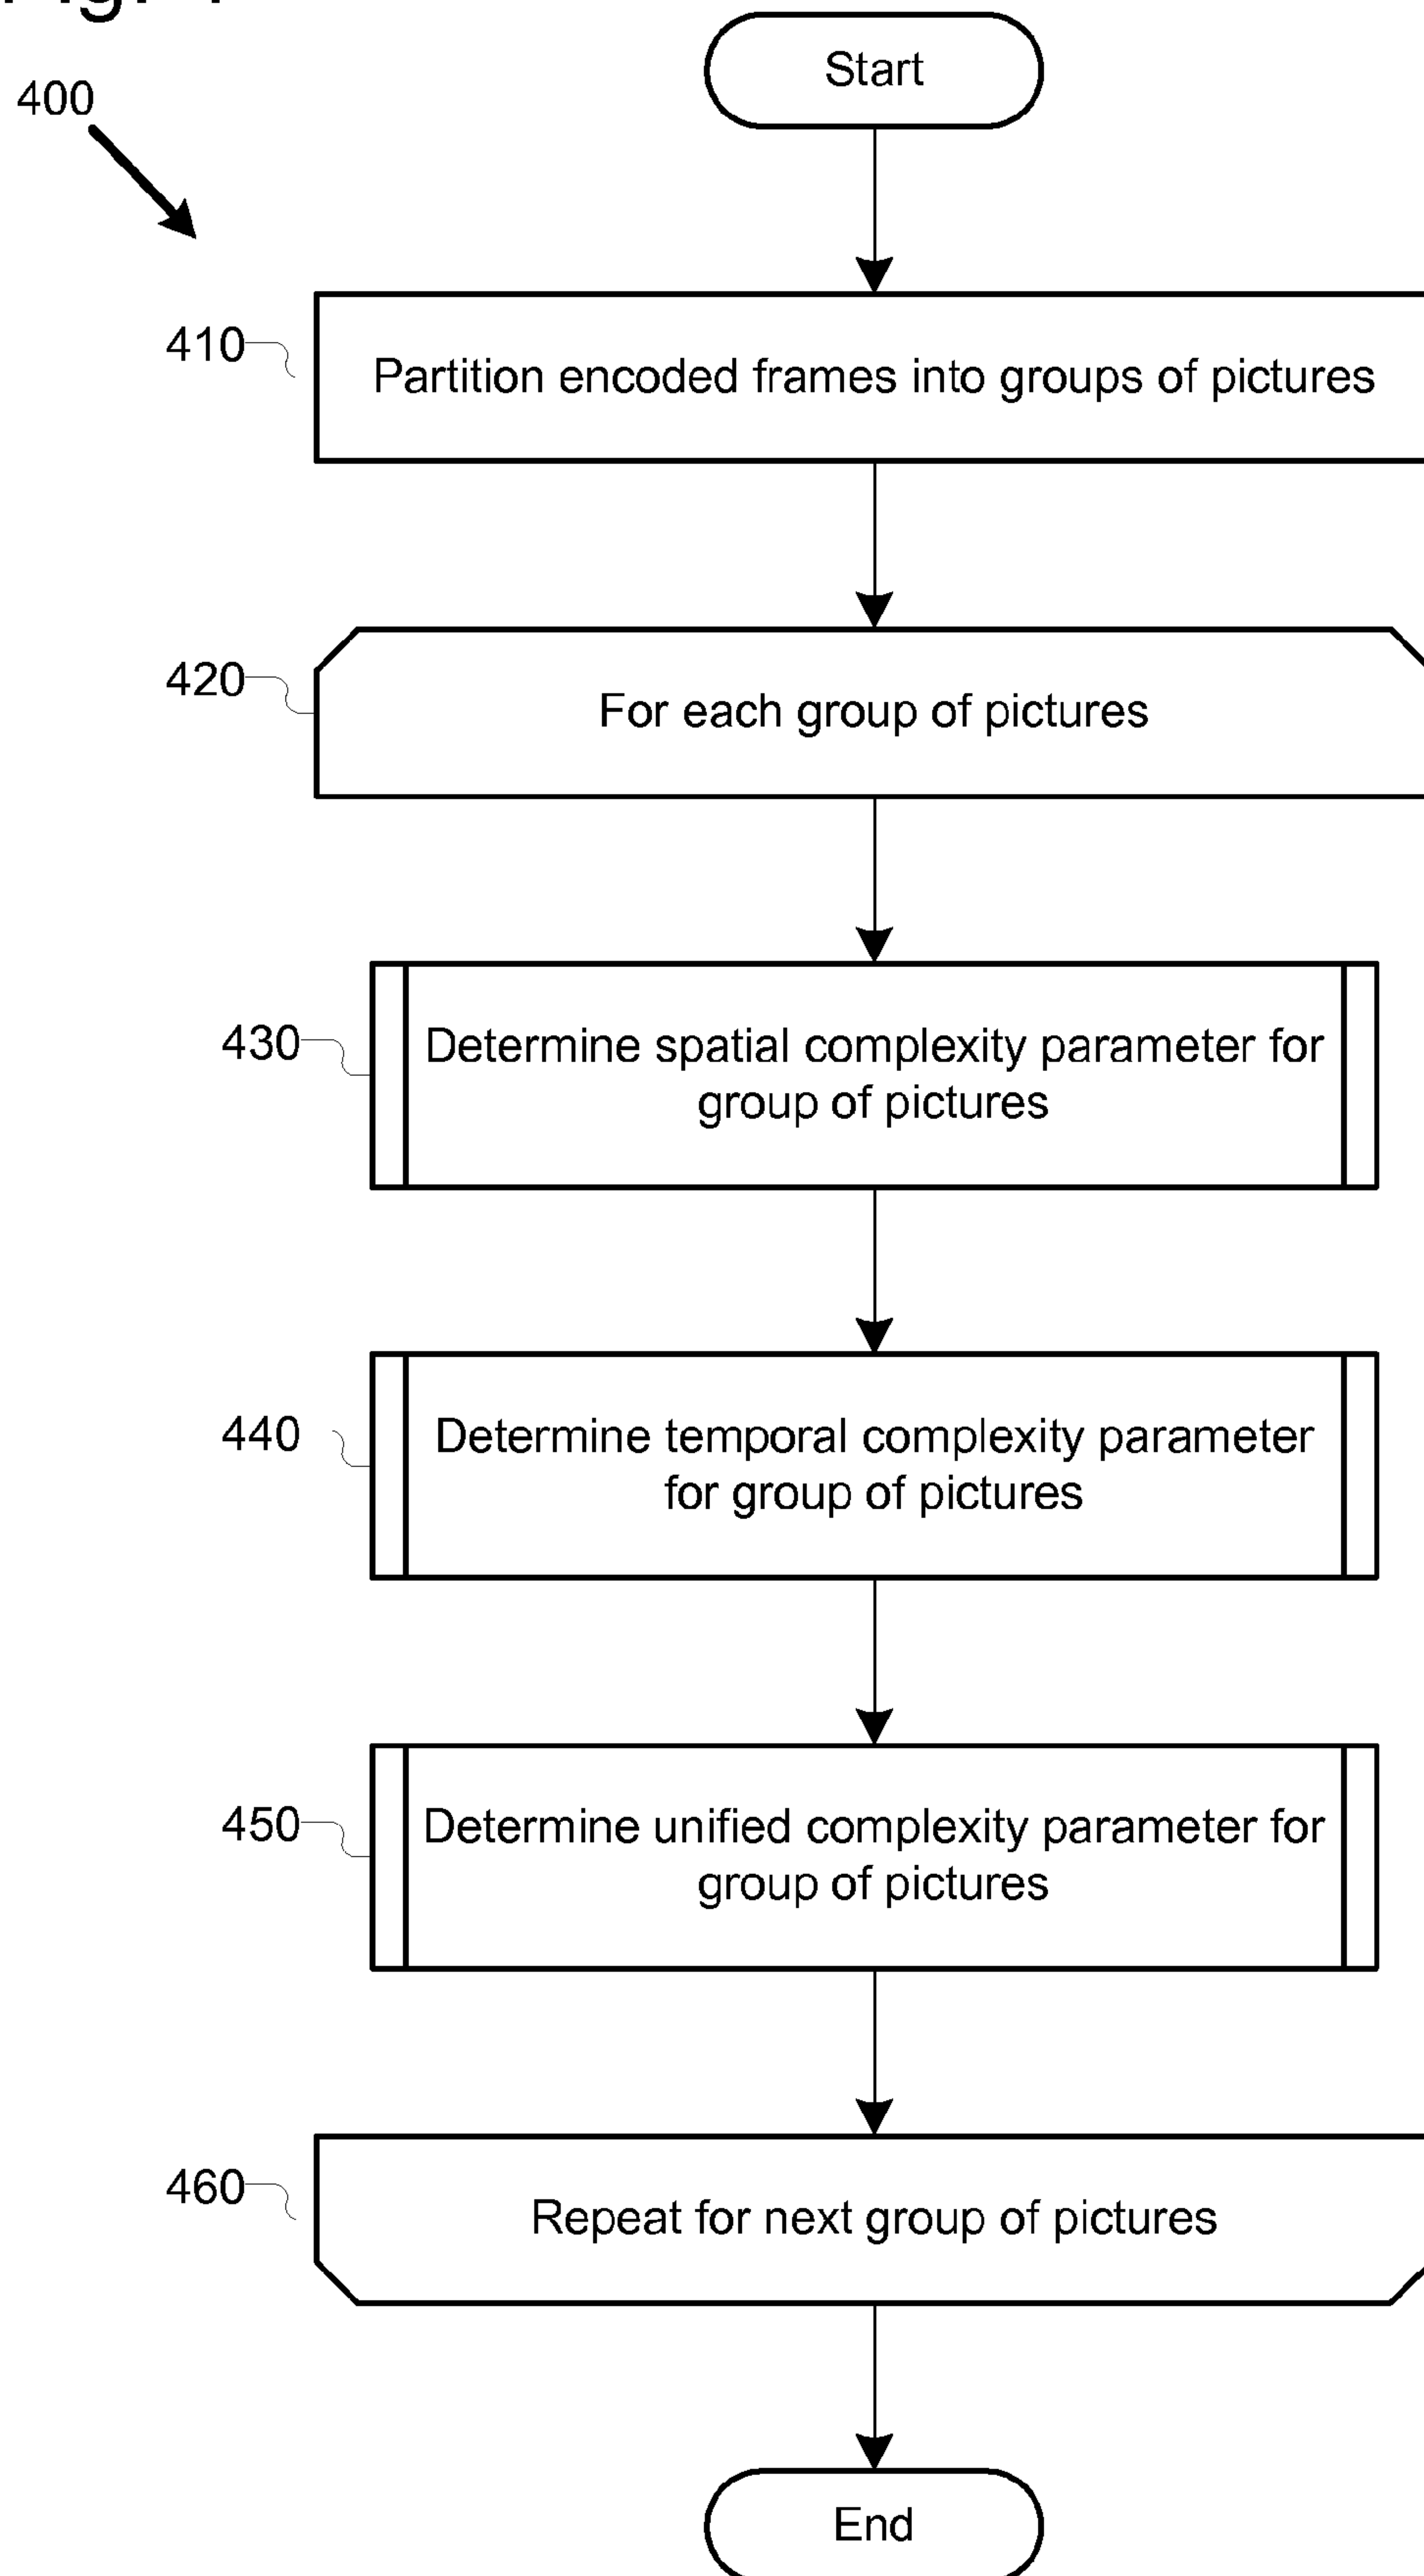 400
Start
410
Partition encoded frames into groups of pictures
420
For each group of pictures
430
Determine spatial complexity parameter for
group of pictures
440
Determine temporal complexity parameter
for group of pictures
450
Determine unified complexity parameter for
group of pictures
460
Repeat for next group of pictures
End